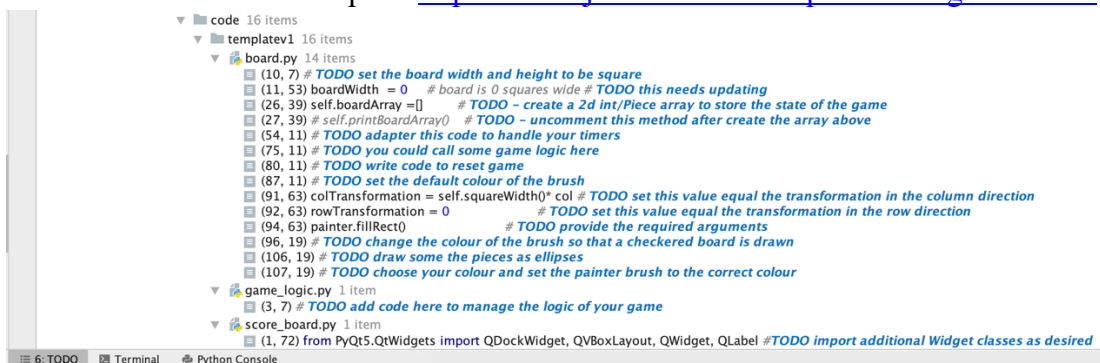 code 16 items
templatev1 16 items
board.py 14 items
(10, 7) # TODO set the board width and height to be square
(11, 53) boardWidth = 0 # board is 0 squares wide # TODO this needs updating
(26, 39) self.boardArray =[] # TODO - create a 2d int/Piece array to store the state of the game
(27, 39) # self.printBoardArray() # TODO - uncomment this method after create the array above
(54, 11) # TODO adapter this code to handle your timers
(75, 11) # TODO you could call some game logic here
(80, 11) # TODO write code to reset game
(87, 11) # TODO set the default colour of the brush
(91, 63) colTransformation = self.squareWidth()* col # TODO set this value equal the transformation in the column direction
(92, 63) rowTransformation = 0 # TODO set this value equal the transformation in the row direction
(94, 63) painter.fillRect() # TODO provide the required arguments
(96, 19) # TODO change the colour of the brush so that a checkered board is drawn
(106, 19) # TODO draw some the pieces as ellipses
(107, 19) # TODO choose your colour and set the painter brush to the correct colour
game_logic.py 1 item
(3, 7) # TODO add code here to manage the logic of your game
score_board.py 1 item
(1, 72) from PyQt5.QtWidgets import QDockWidget, QVBoxLayout, QWidget, QLabel #TODO import additional Widget classes as desired
6: TODO Terminal Python Console